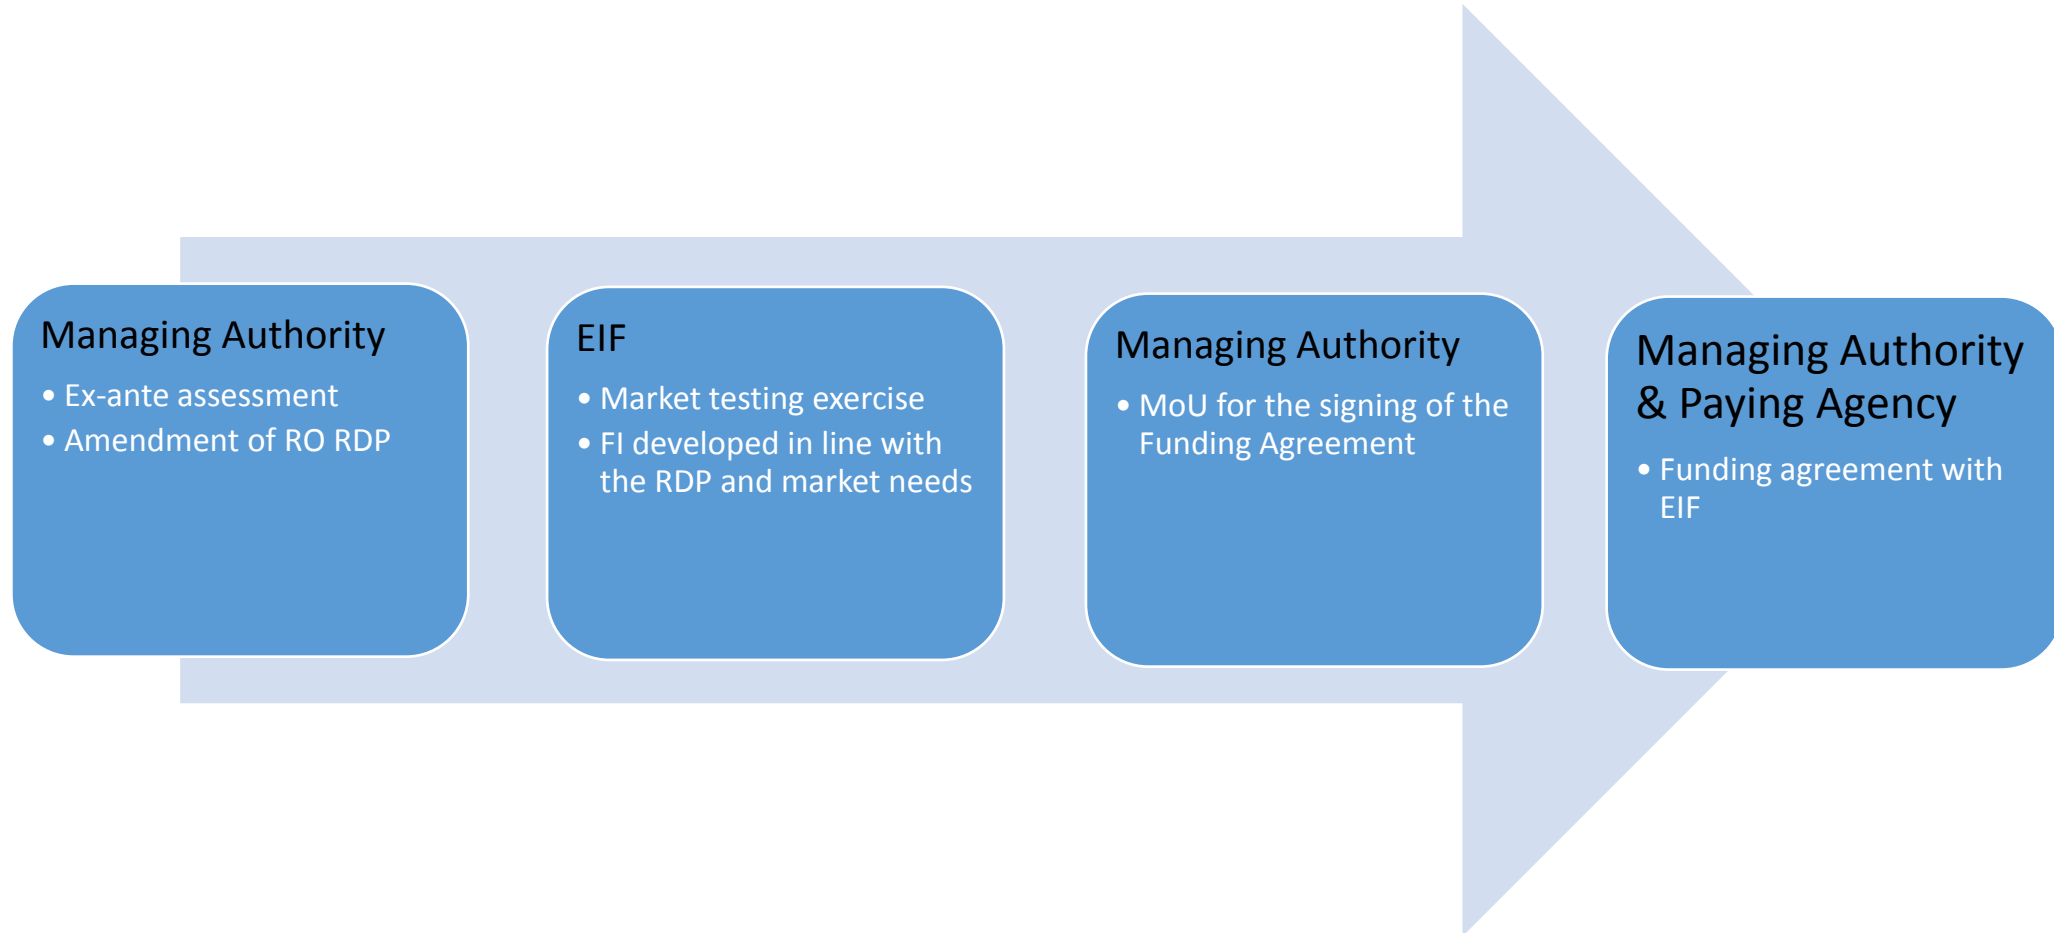 Managing Authority
• Ex-ante assessment
• Amendment of RO RDP
EIF
• Market testing exercise
• FI developed in line with
the RDP and market needs
Managing Authority
• MoU for the signing of the
Funding Agreement
Managing Authority
& Paying Agency
• Funding agreement with
EIF